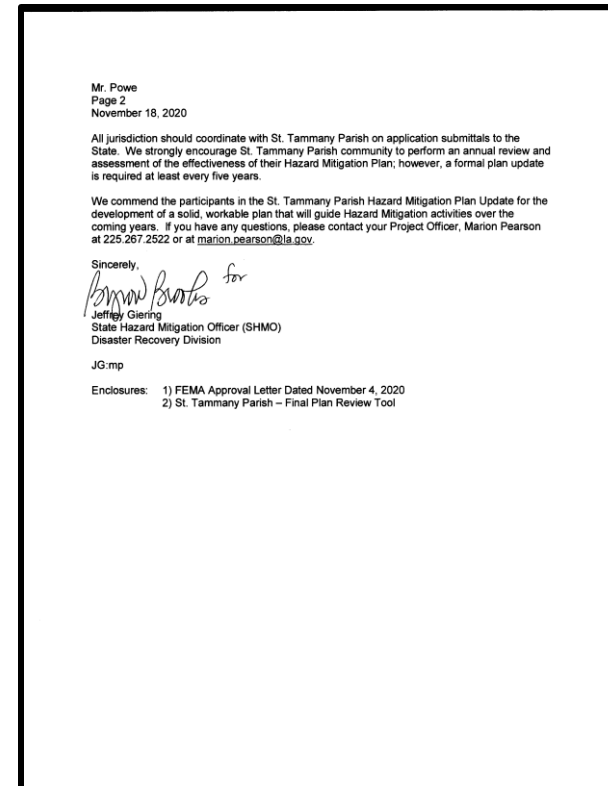 Mr. Powe
Page 2
November 18, 2020
All jurisdiction should coordinate with St. Tammany Parish on application submittals to the
State. We strongly encourage St. Tammany Parish community to perform an annual review and
assessment of the effectiveness of their Hazard Mitigation Plan; however, a formal plan update
is required at least every five years.
We commend the participants in the St. Tammany Parish Hazard Mitigation Plan Update for the
development of a solid, workable plan that will guide Hazard Mitigation activities over the
coming years. If you have any questions, please contact your Project Officer, Marion Pearson
at 225.267.2522 or at marion.pearson@la.gov.
Sincerely,
Brooks for
Jeffrey Giering
State Hazard Mitigation Officer (SHMO)
Disaster Recovery Division
JG:mp
Enclosures: 1) FEMA Approval Letter Dated November 4, 2020
2) St. Tammany Parish – Final Plan Review Tool